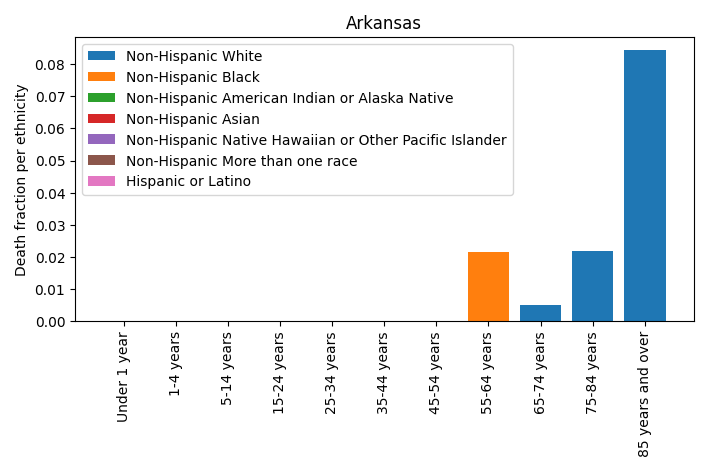 Arkansas
Death fraction per ethnicity
0.08
0.07
0.06
0.05
0.04
0.03
0.02
0.01
0.00
Non-Hispanic White
Non-Hispanic Black
Non-Hispanic American Indian or Alaska Native
Non-Hispanic Asian
Non-Hispanic Native Hawaiian or Other Pacific Islander
Non-Hispanic More than one race
Hispanic or Latino
Under 1 year
1-4 years
5-14 years
15-24 years
25-34 years
35-44 years
45-54 years
55-64 years
65-74 years
75-84 years
85 years and over